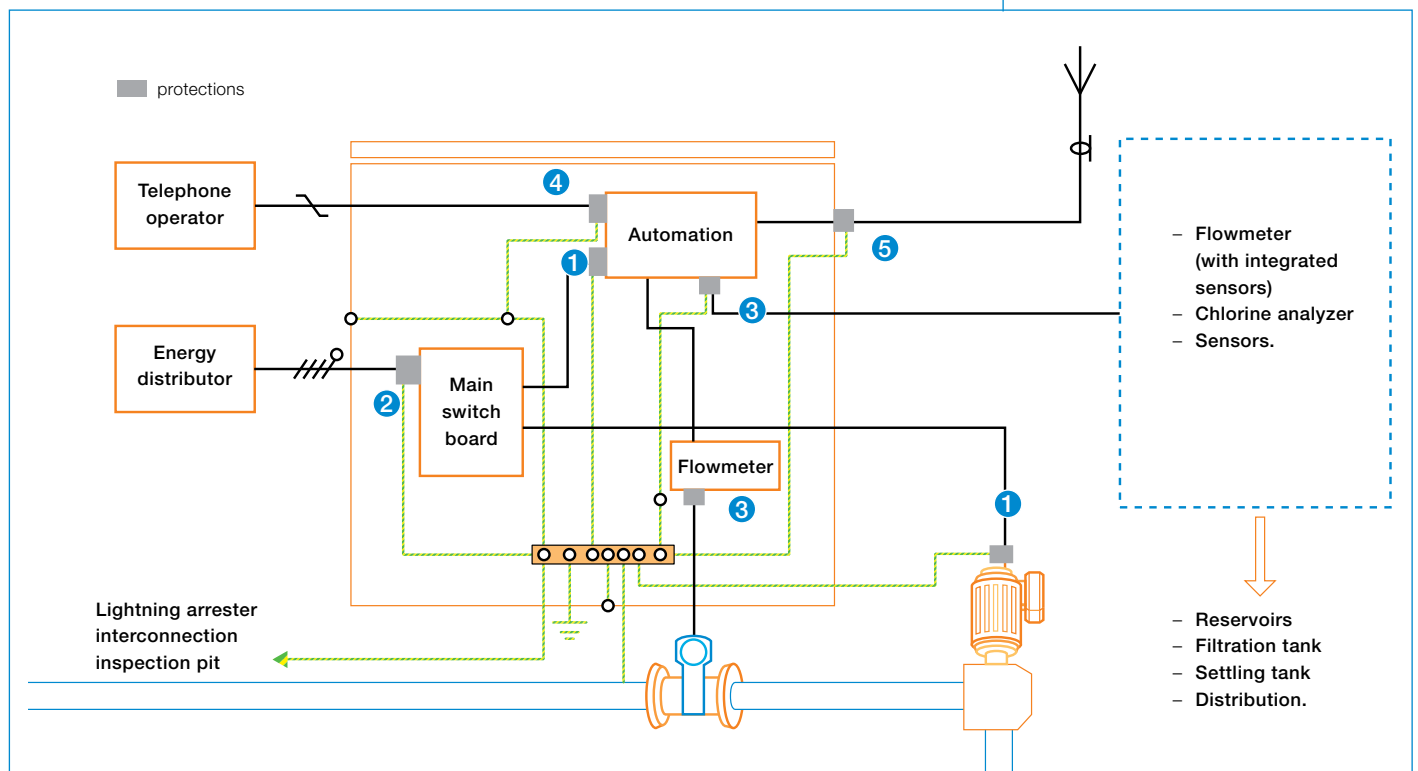 protections
Telephone
operator
4
Automation
1
5
3
– Flowmeter
(with integrated
sensors)
– Chlorine analyzer
– Sensors.
Energy
distributor
2
Main
switch
board
Flowmeter
3
1
Lightning arrester
interconnection
inspection pit
– Reservoirs
– Filtration tank
– Settling tank
– Distribution.